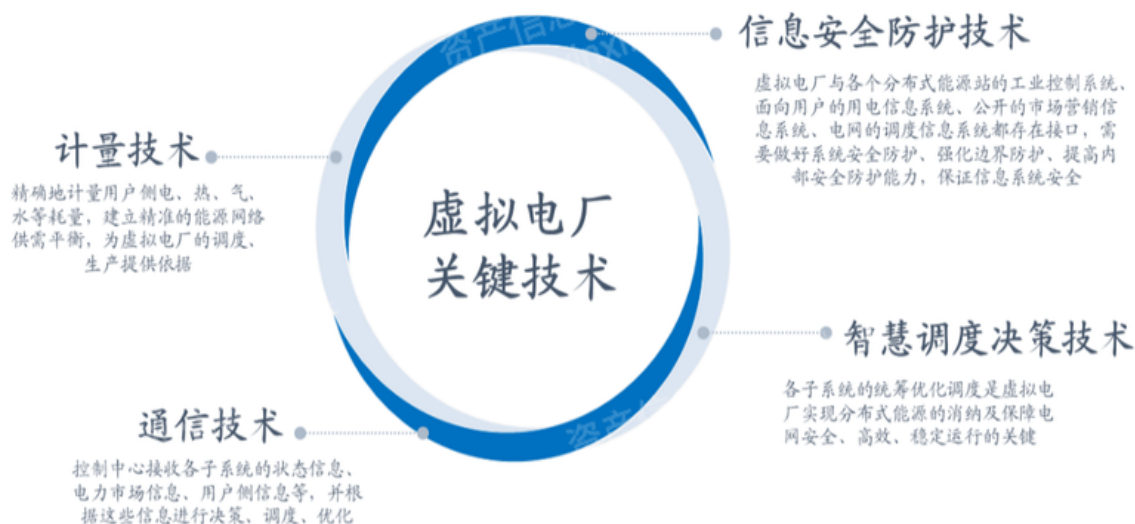 信息安全防护技术
虚拟电厂与各个分布式能源站的工业控制系统、
面向用户的用电信息系统、公开的市场营销信
息系统、电网的调度信息系统都存在接口，需
要做好系统安全防护、强化边界防护、提高内
部安全防护能力，保证信息系统安全
计量技术
精确地计量用户侧电、热、气、
水等耗量，建立精准的能源网络
供需平衡，为虚拟电厂的调度、
生产提供依据
虚拟电厂
关键技术
智慧调度决策技术
各子系统的统筹优化调度是虚拟电
厂实现分布式能源的消纳及保障电
网安全、高效、稳定运行的关键
通信技术
控制中心接收各子系统的状态信息、
电力市场信息、用户侧信息等，并根
据这些信息进行决策、调度、优化
资产信息